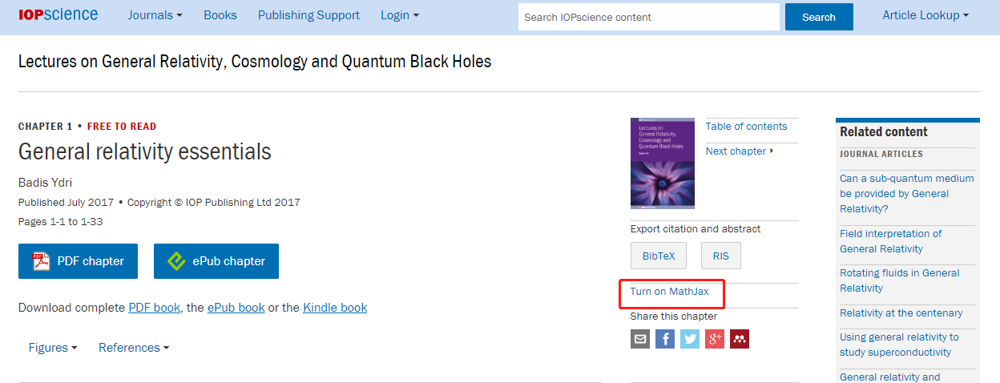 IOPscience Journals Books Publishing Support Login Search IOPscience content Search Article Lookup
Lectures on General Relativity, Cosmology and Quantum Black Holes
CHAPTER 1 • FREE TO READ
General relativity essentials
Badis Ydri
Published July 2017 • Copyright © IOP Publishing Ltd 2017
Pages 1-1 to 1-33
PDF PDF chapter
ePub chapter
Download complete PDF book, the ePub book or the Kindle book
Figures
References
Lectures on
General Relativity,
Cosmology and
Quantum Black Holes
Badis Ydri
Table of contents
Next chapter
Export citation and abstract
BibTeX
RIS
Turn on MathJax
Share this chapter
f
g+
Related content
JOURNAL ARTICLES
Can a sub-quantum medium
be provided by General
Relativity?
Field interpretation of
General Relativity
Rotating fluids in General
Relativity
Relativity at the centenary
Using general relativity to
study superconductivity
General relativity and